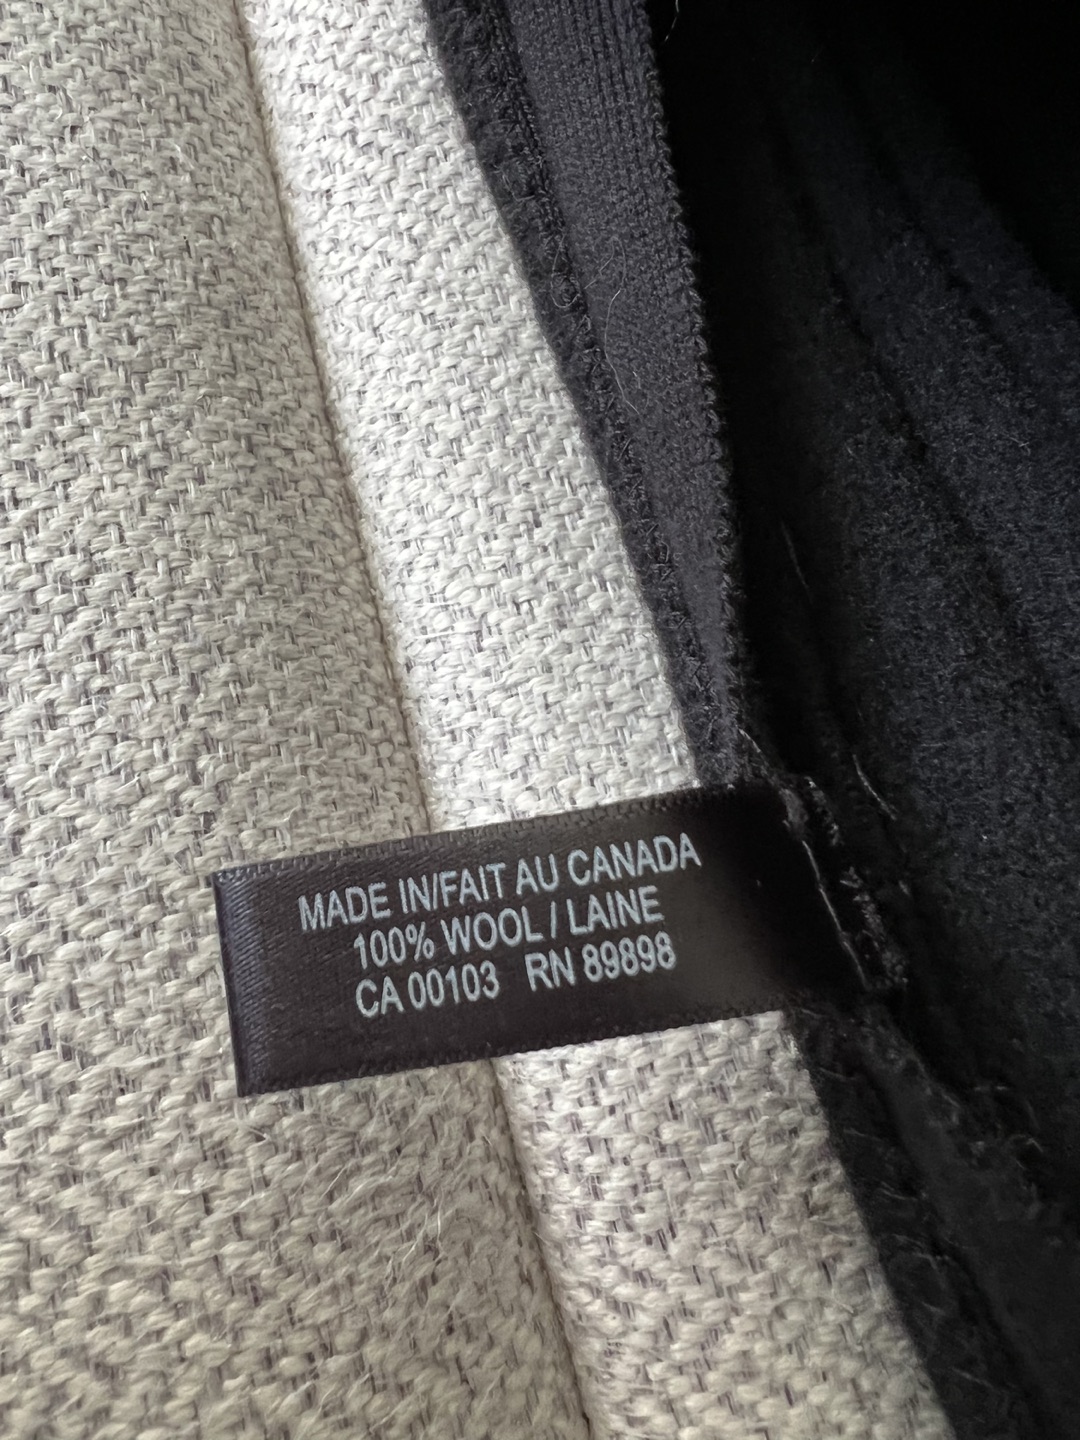 MADE IN/FAIT AU CANADA
100% WOOL / LAINE
CA 00103 RN 89898